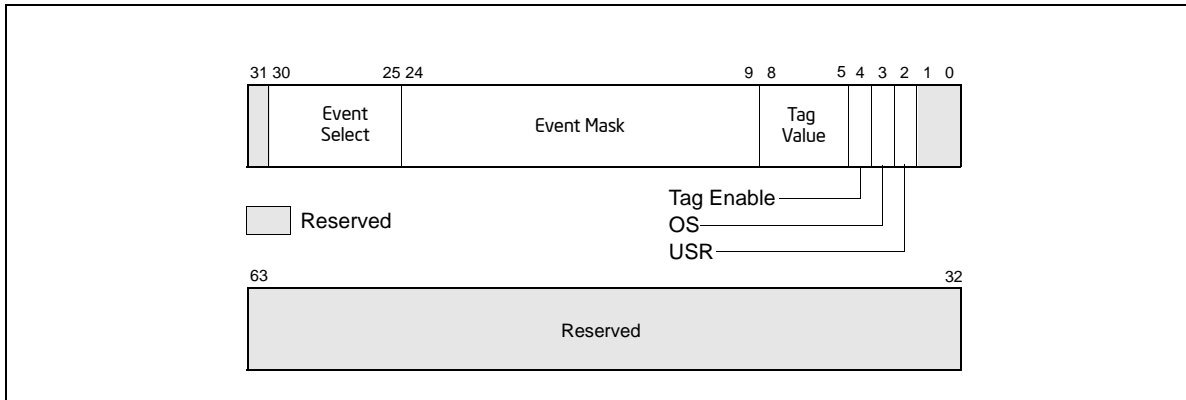 31 30 25 24 9 8 5 4 3 2 1 0
Event
Select
Event Mask
Tag
Value
Tag Enable
OS
USR
Reserved
63 32
Reserved